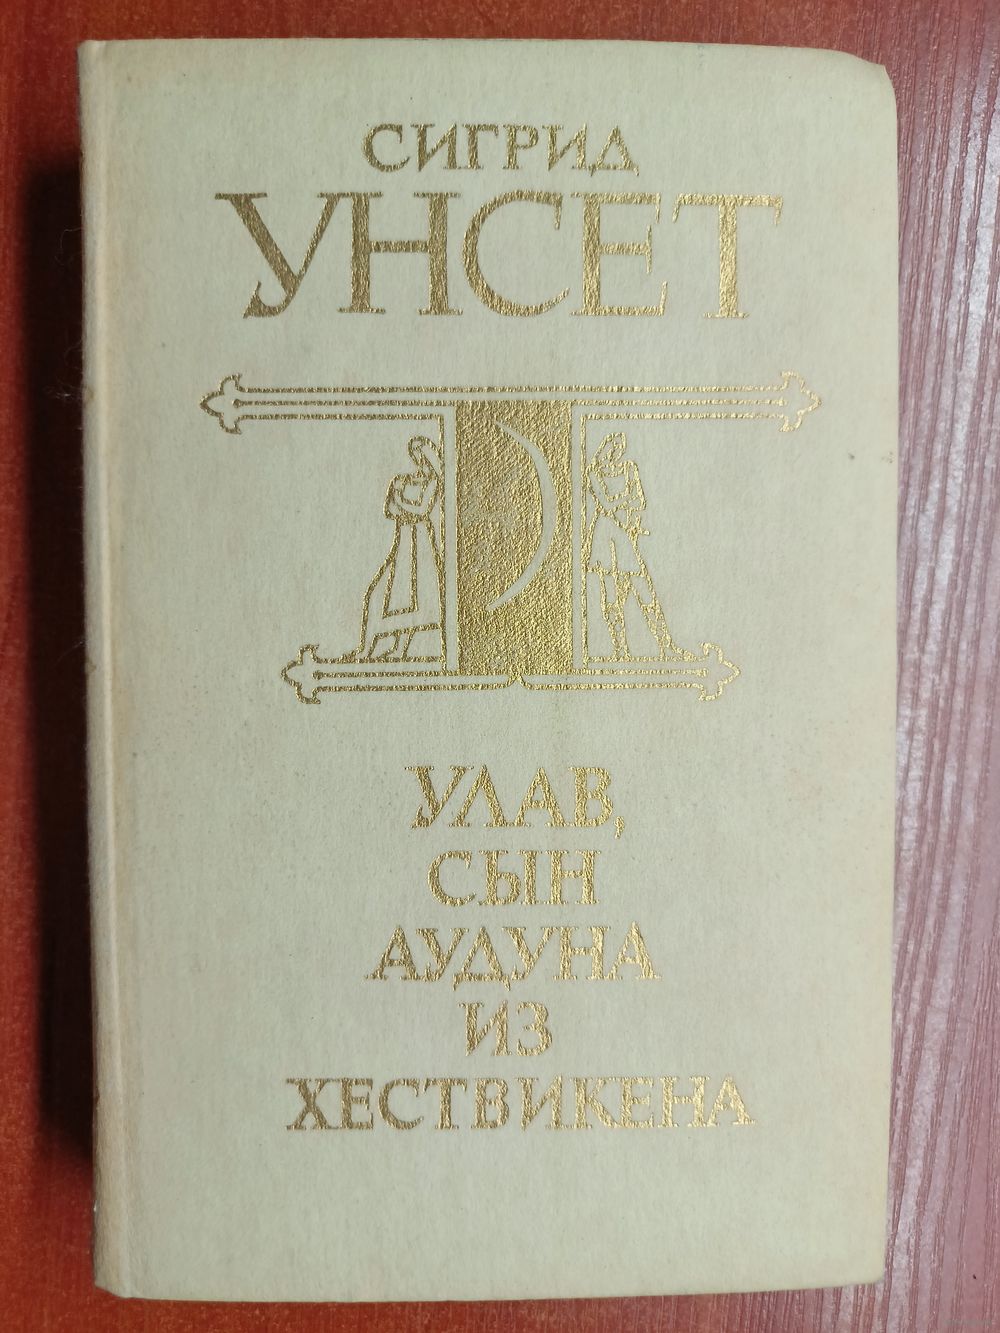 СИГРИД
УНСЕТ
УЛАВ,
СЫН
АУДУНА
ИЗ
ХЕСТВИКЕНА